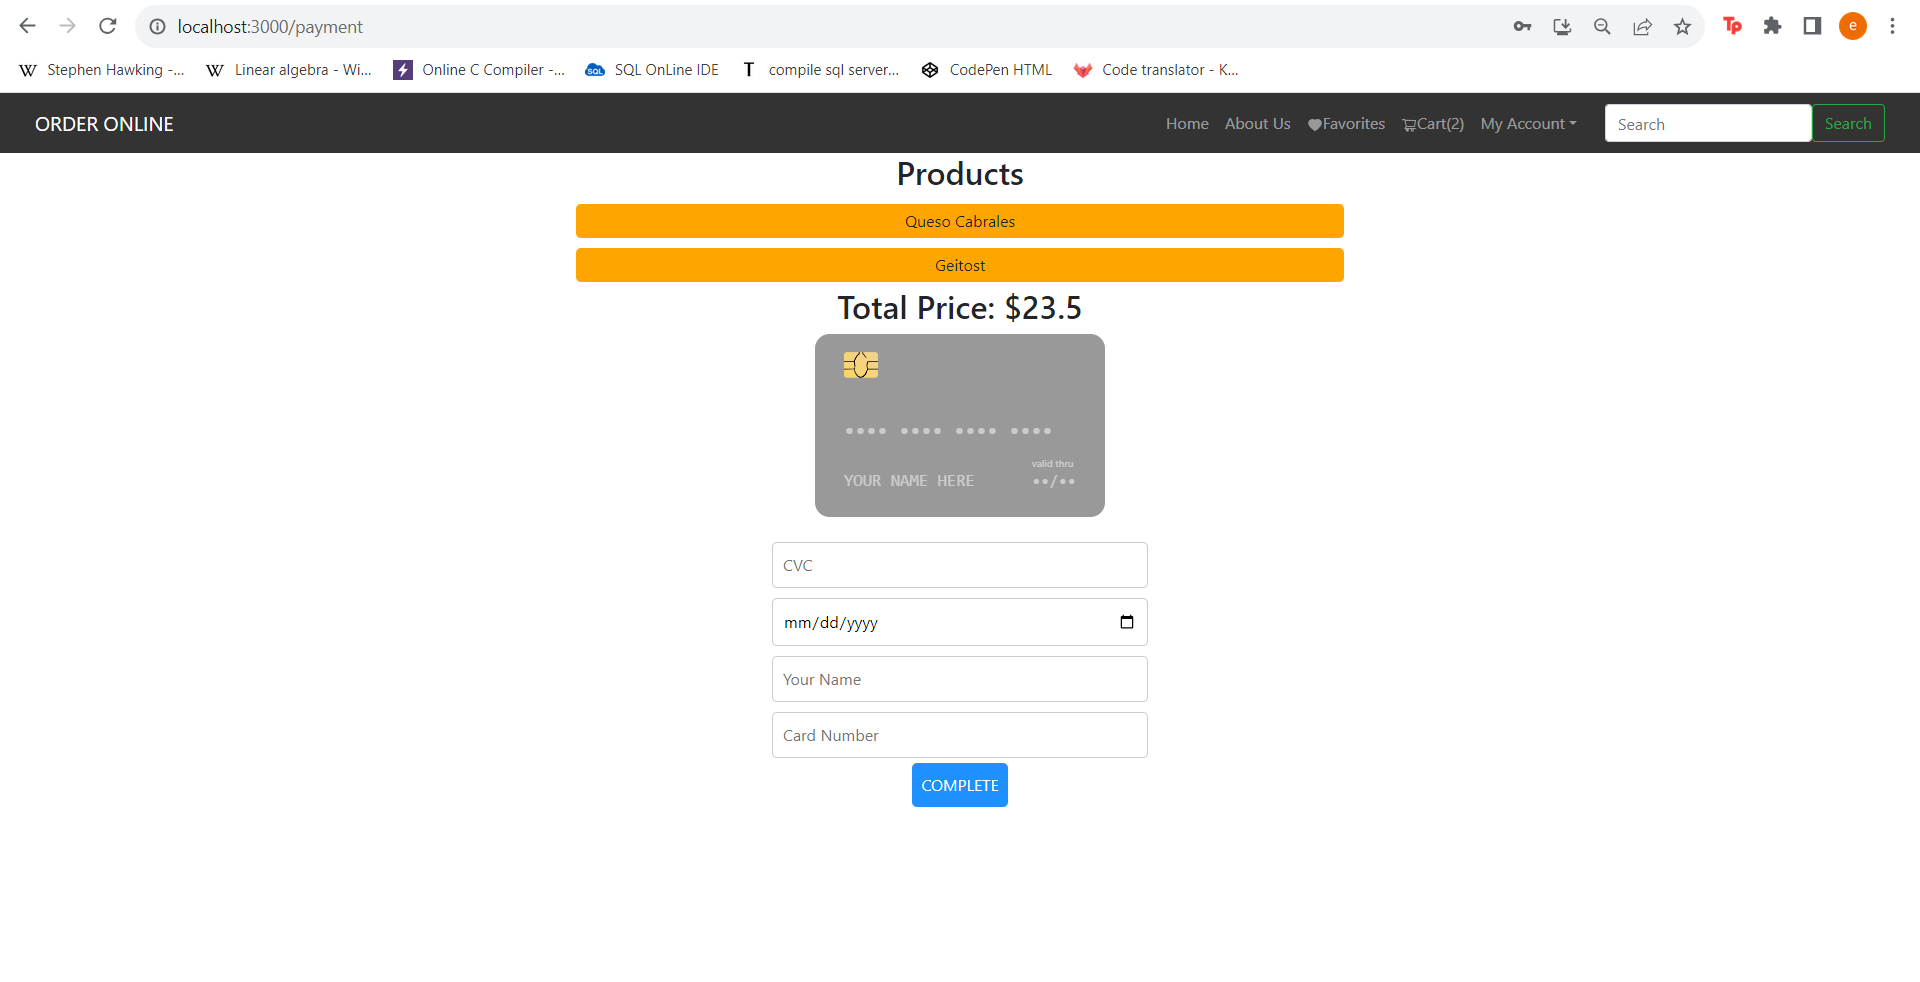 localhost:3000/payment
Tp
e
W Stephen Hawking -...
W Linear algebra - Wi...
Online C Compiler -...
SQL SQL OnLine IDE
T compile sql server...
CodePen HTML
Code translator - K...
ORDER ONLINE
Home
About Us
Favorites
Cart(2)
My Account
Search
Search
Products
Queso Cabrales
Geitost
Total Price: $23.5
•••• •••• •••• ••••
valid thru
YOUR NAME HERE ••/••
CVC
mm/dd/yyyy
Your Name
Card Number
COMPLETE